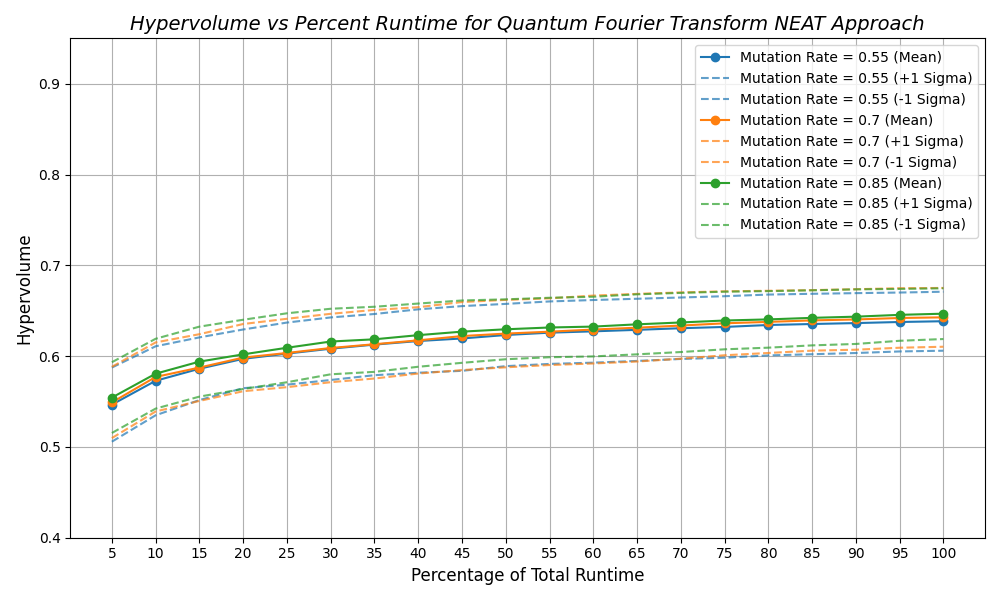 Hypervolume vs Percent Runtime for Quantum Fourier Transform NEAT Approach
Mutation Rate = 0.55 (Mean)
Mutation Rate = 0.55 (+1 Sigma)
Mutation Rate = 0.55 (-1 Sigma)
Mutation Rate = 0.7 (Mean)
Mutation Rate = 0.7 (+1 Sigma)
Mutation Rate = 0.7 (-1 Sigma)
Mutation Rate = 0.85 (Mean)
Mutation Rate = 0.85 (+1 Sigma)
Mutation Rate = 0.85 (-1 Sigma)
Hypervolume
0.9
0.8
0.7
0.6
0.5
0.4
5 10 15 20 25 30 35 40 45 50 55 60 65 70 75 80 85 90 95 100
Percentage of Total Runtime